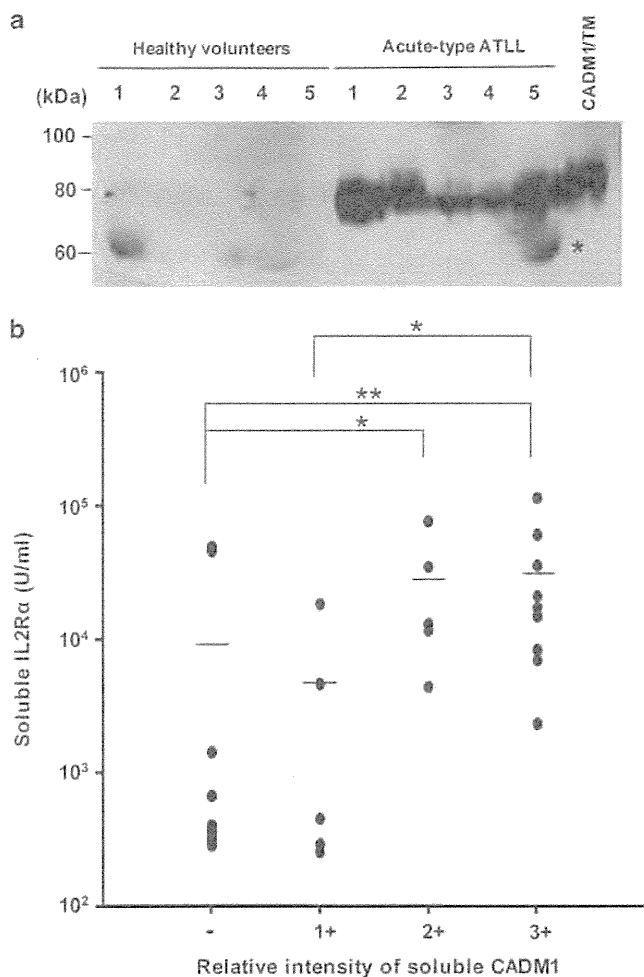 a
Healthy volunteers
Acute-type ATLL
CADM1/TM
(kDa) 1 2 3 4 5 1 2 3 4 5
100
80
60
*
b
*
**
*
10⁶
10⁵
10⁴
10³
10²
Soluble IL2Rα (U/ml)
- 1+ 2+ 3+
Relative intensity of soluble CADM1